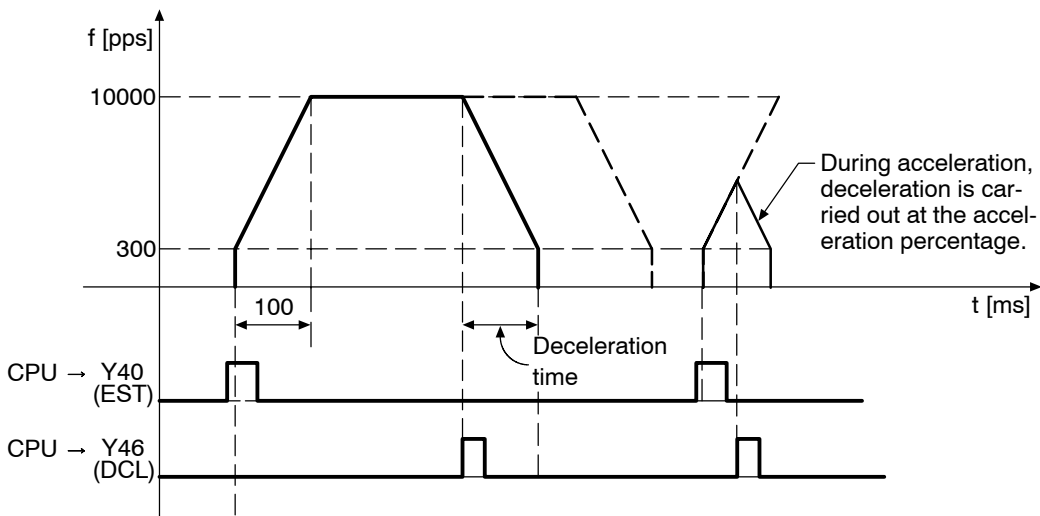 f [pps]
10000
During acceleration,
deceleration is car-
ried out at the accel-
eration percentage.
300
t [ms]
100
Deceleration
time
CPU → Y40
(EST)
CPU → Y46
(DCL)